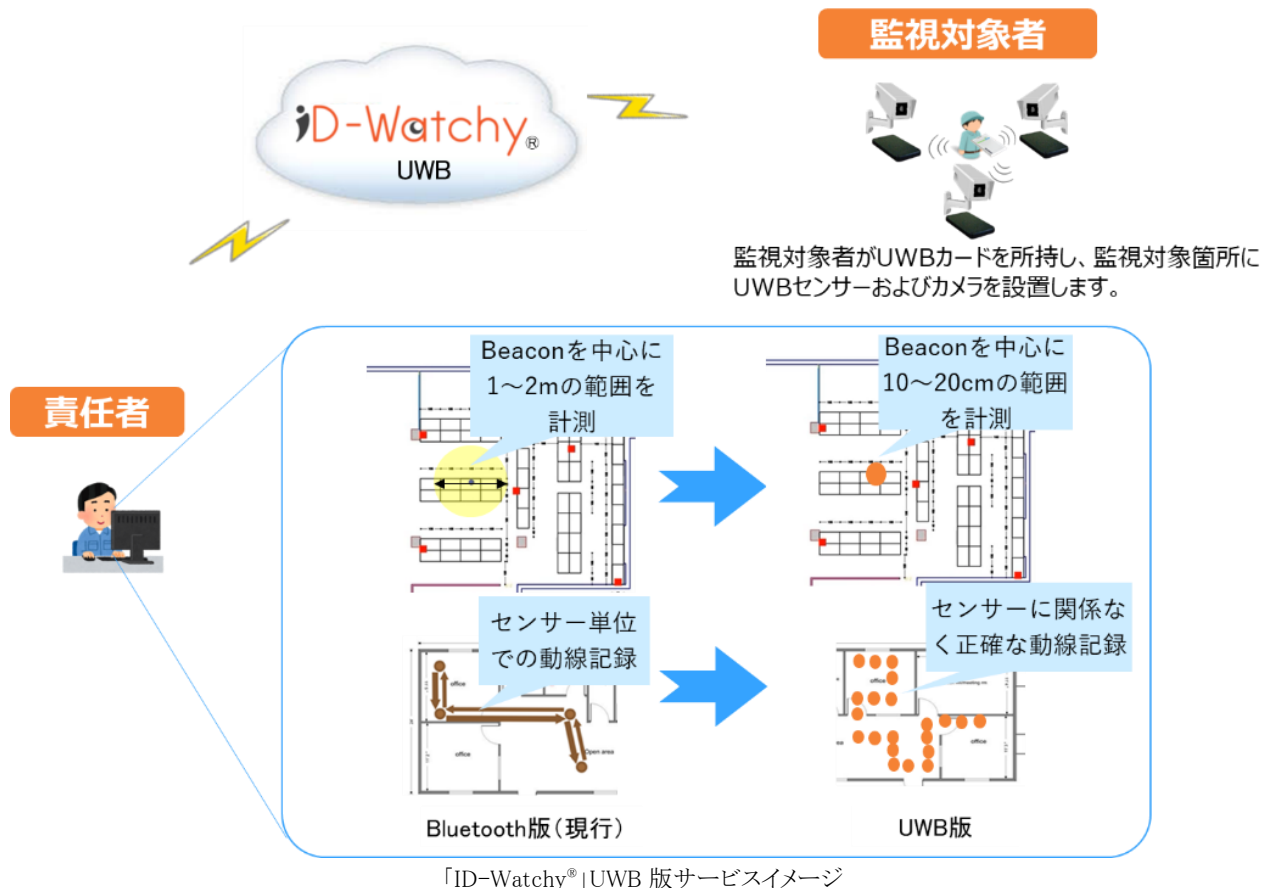 監視対象者
iD-Watchy®
UWB
監視対象者がUWBカードを所持し、監視対象箇所に
UWBセンサーおよびカメラを設置します。
責任者
Beaconを中心に
1～2mの範囲を
計測
Beaconを中心に
10～20cmの範囲
を計測
センサー単位
での動線記録
センサーに関係な
く正確な動線記録
office
office
Open area
office
office
Bluetooth版（現行）
UWB版
「ID-Watchy®」UWB 版サービスイメージ